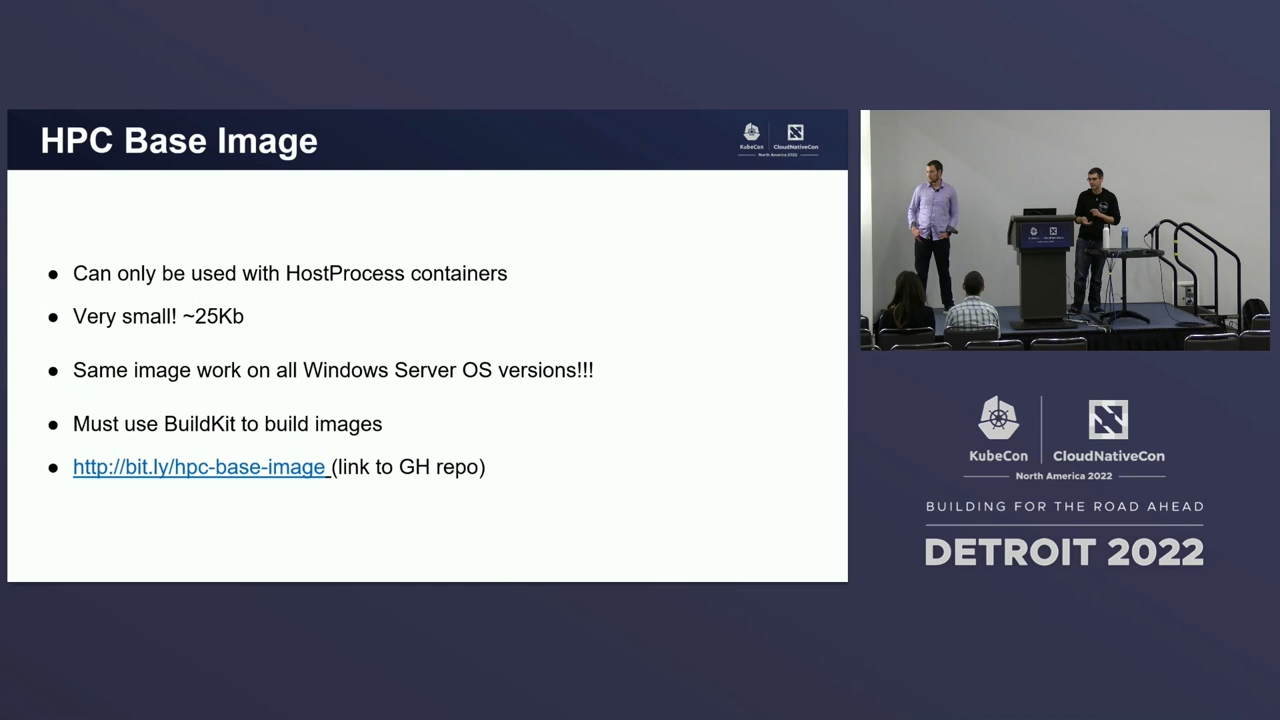 HPC Base Image
KubeCon
CloudNativeCon
North America 2022
● Can only be used with HostProcess containers
● Very small! ~25Kb
● Same image work on all Windows Server OS versions!!!
● Must use BuildKit to build images
● http://bit.ly/hpc-base-image (link to GH repo)
KubeCon
CloudNativeCon
North America 2022
BUILDING FOR THE ROAD AHEAD
DETROIT 2022